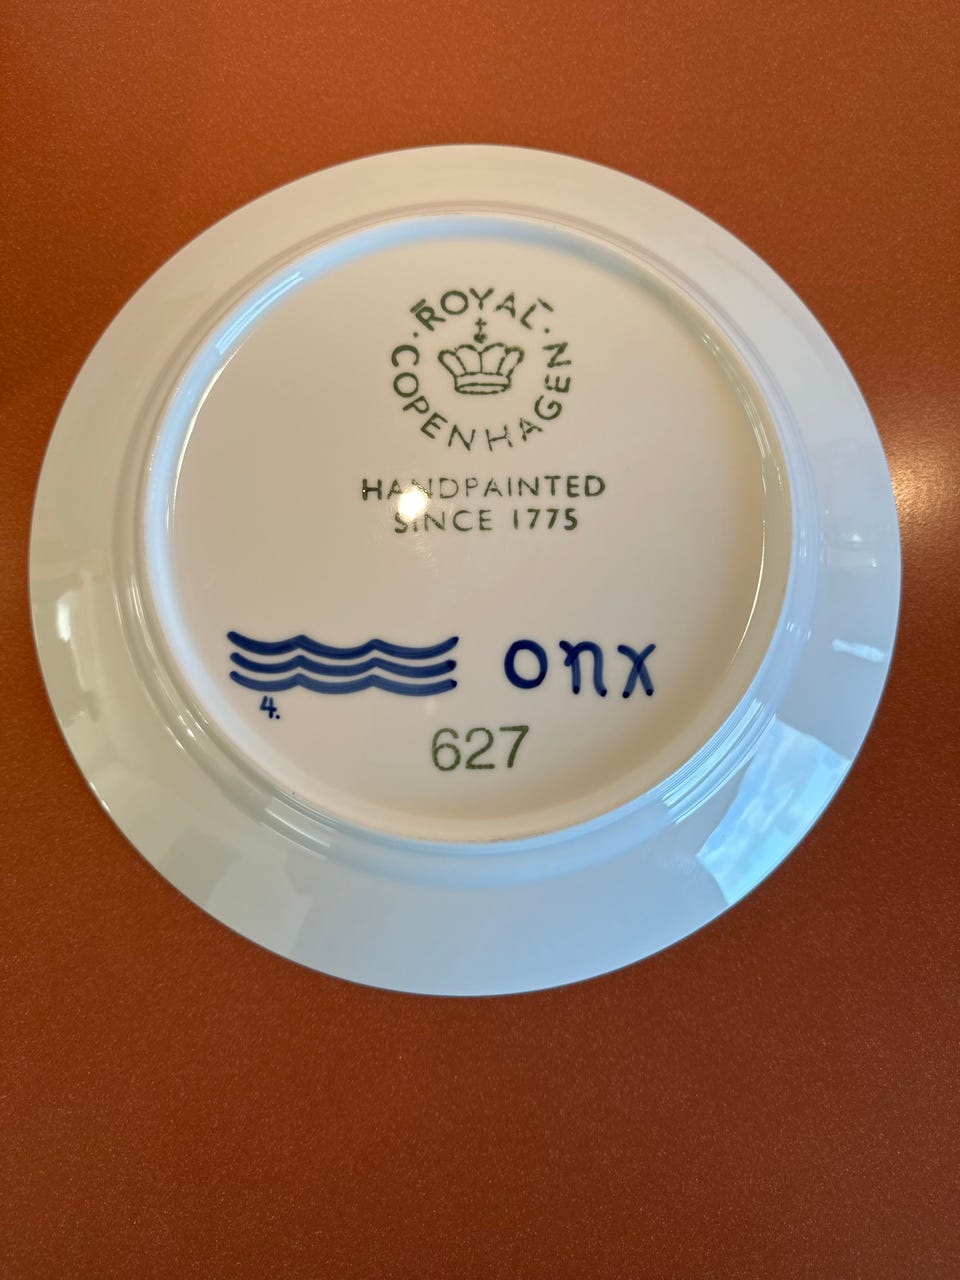 ROYAL COPENHAGEN
HANDPAINTED
SINCE 1775
onx
4.
627